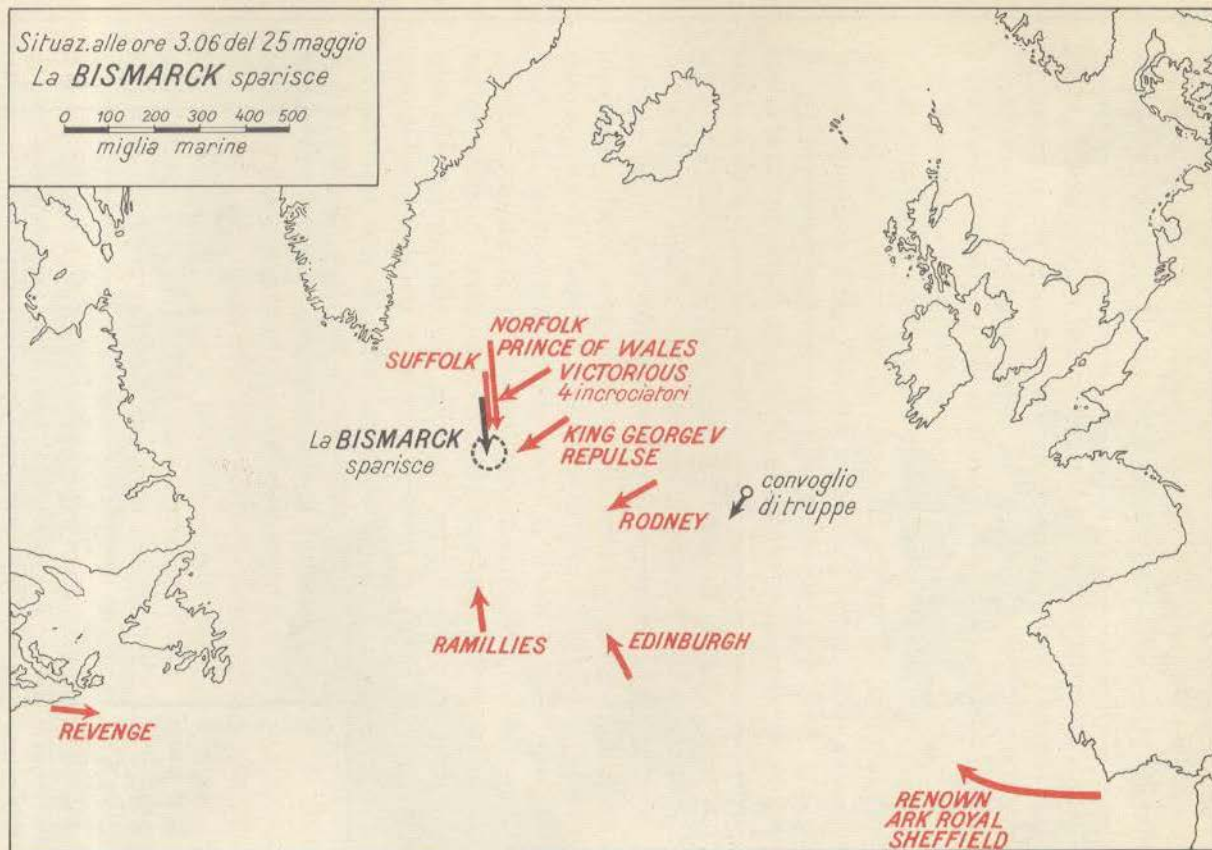 Situaz. alle ore 3.06 del 25 maggio
La BISMARCK sparisce
0 100 200 300 400 500
miglia marine
NORFOLK
PRINCE OF WALES
SUFFOLK
VICTORIOUS
4 incrociatori
La BISMARCK
sparisce
KING GEORGE V
REPULSE
convoglio
di truppe
RODNEY
RAMILLIES
EDINBURGH
REVENGE
RENOWN
ARK ROYAL
SHEFFIELD